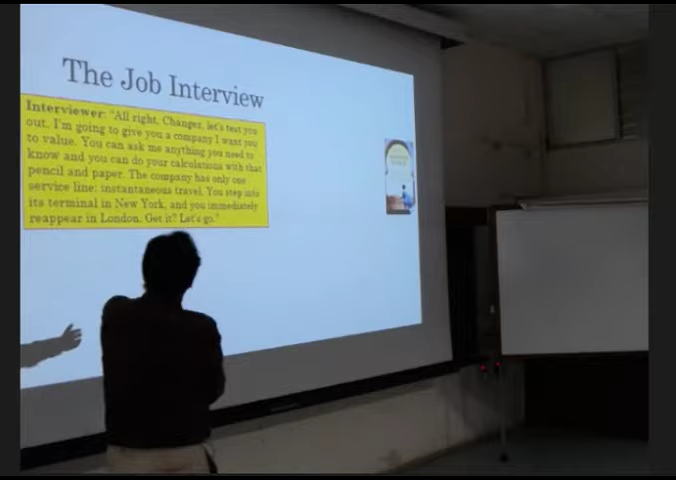 The Job Interview
Interviewer: "All right, Changez, let's test you
out. I'm going to give you a company I want you
to value. You can ask me anything you need to
know and you can do your calculations with that
pencil and paper. The company has only one
service line: instantaneous travel. You step into
its terminal in New York, and you immediately
reappear in London. Get it? Let's go."